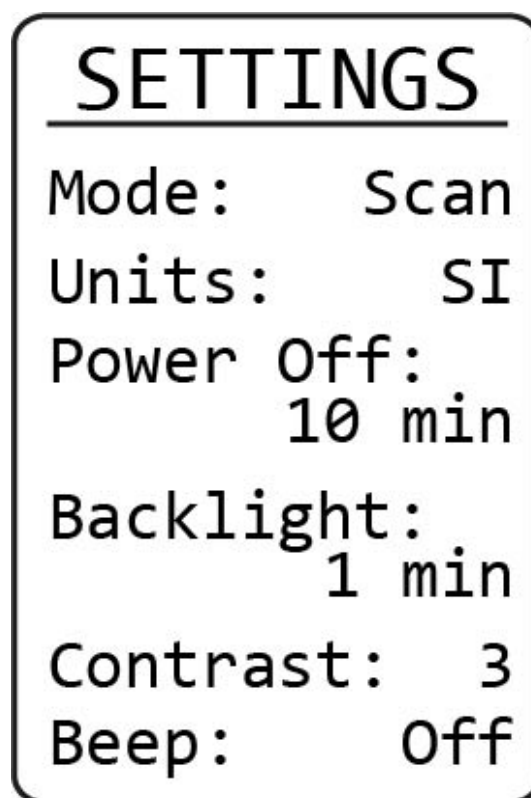 SETTINGS
Mode: Scan
Units: SI
Power Off:
10 min
Backlight:
1 min
Contrast: 3
Beep: Off